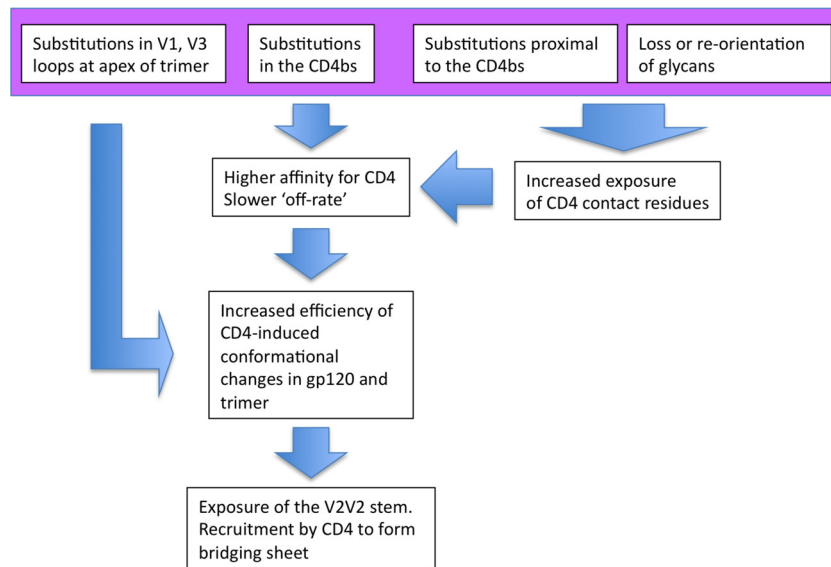 Substitutions in V1, V3
loops at apex of trimer
Substitutions
in the CD4bs
Substitutions proximal
to the CD4bs
Loss or re-orientation
of glycans
Higher affinity for CD4
Slower ‘off-rate’
Increased exposure
of CD4 contact residues
Increased efficiency of
CD4-induced
conformational
changes in gp120 and
trimer
Exposure of the V2V2 stem.
Recruitment by CD4 to form
bridging sheet